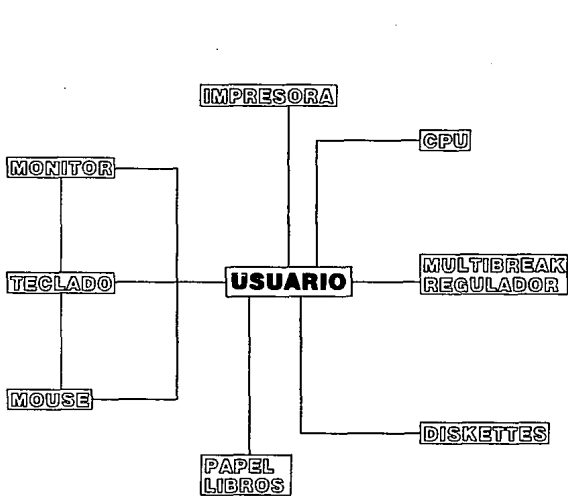 IMPRESORA
CPU
MONITOR
TECLADO
USUARIO
MULTIBREAK
REGULADOR
MOUSE
DISKETTES
PAPEL
LIBROS